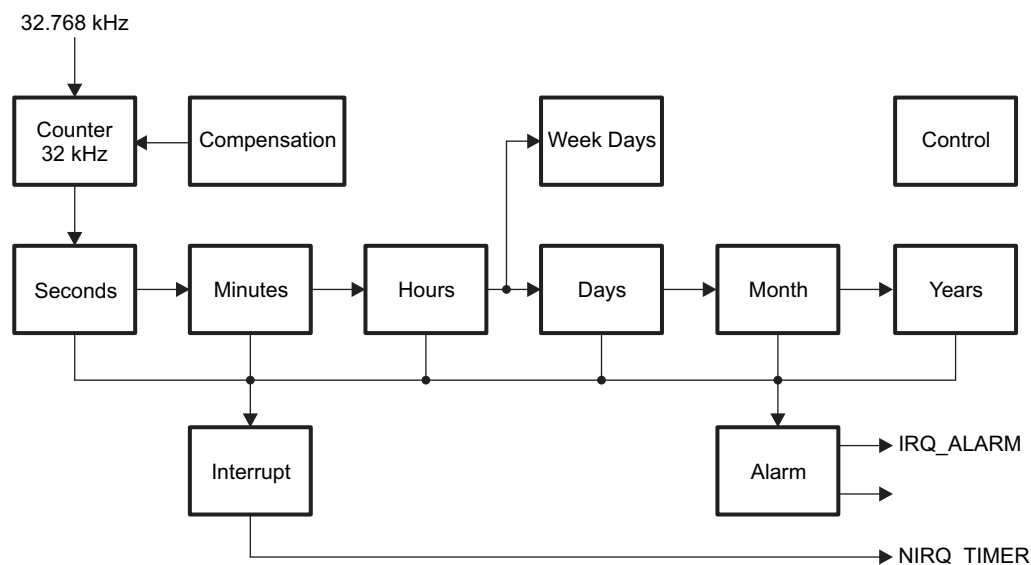 32.768 kHz
Counter
32 kHz
Compensation
Week Days
Control
Seconds
Minutes
Hours
Days
Month
Years
Interrupt
Alarm
IRQ_ALARM
NIRQ_TIMER